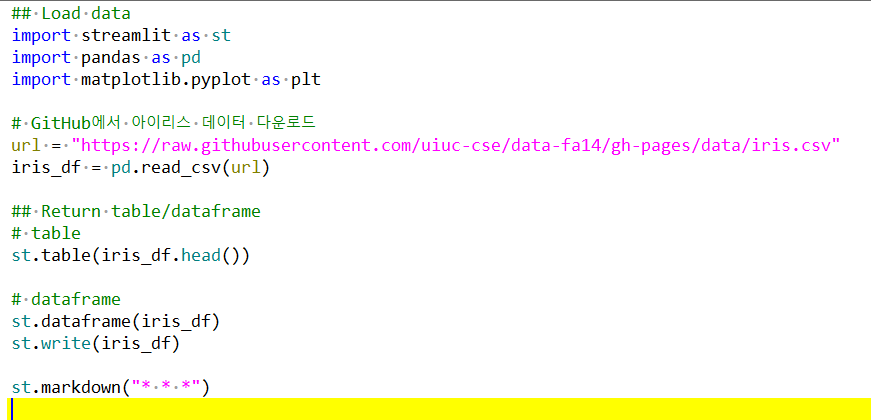 ## Load data
import streamlit as st
import pandas as pd
import matplotlib.pyplot as plt
# GitHub에서 아이리스 데이터 다운로드
url = "https://raw.githubusercontent.com/uiuc-cse/data-fa14/gh-pages/data/iris.csv"
iris_df = pd.read_csv(url)
## Return table/dataframe
# table
st.table(iris_df.head())
# dataframe
st.dataframe(iris_df)
st.write(iris_df)
st.markdown("* * *")